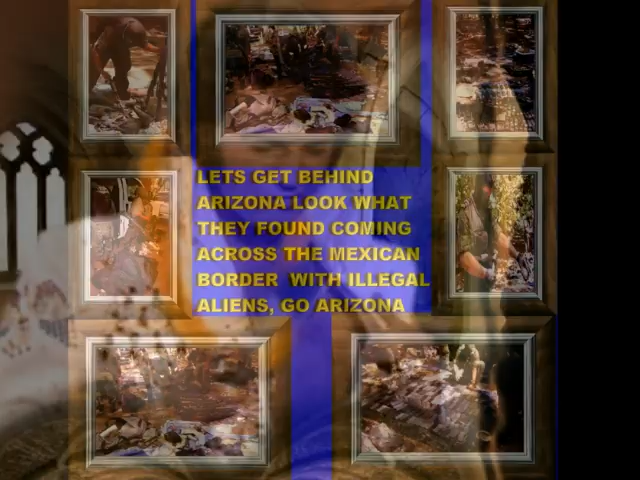 LETS GET BEHIND
ARIZONA LOOK WHAT
THEY FOUND COMING
ACROSS THE MEXICAN
BORDER WITH ILLEGAL
ALIENS, GO ARIZONA